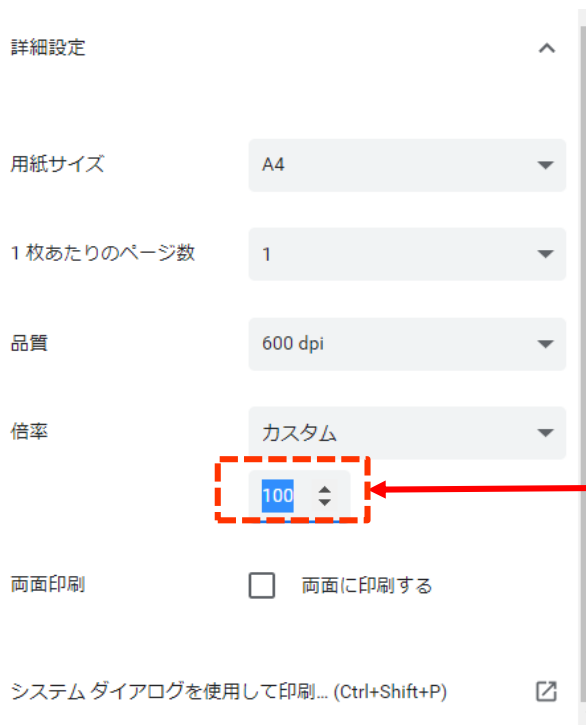 詳細設定
用紙サイズ A4
1 枚あたりのページ数 1
品質 600 dpi
倍率 カスタム
100
両面印刷 両面に印刷する
システム ダイアログを使用して印刷... (Ctrl+Shift+P)